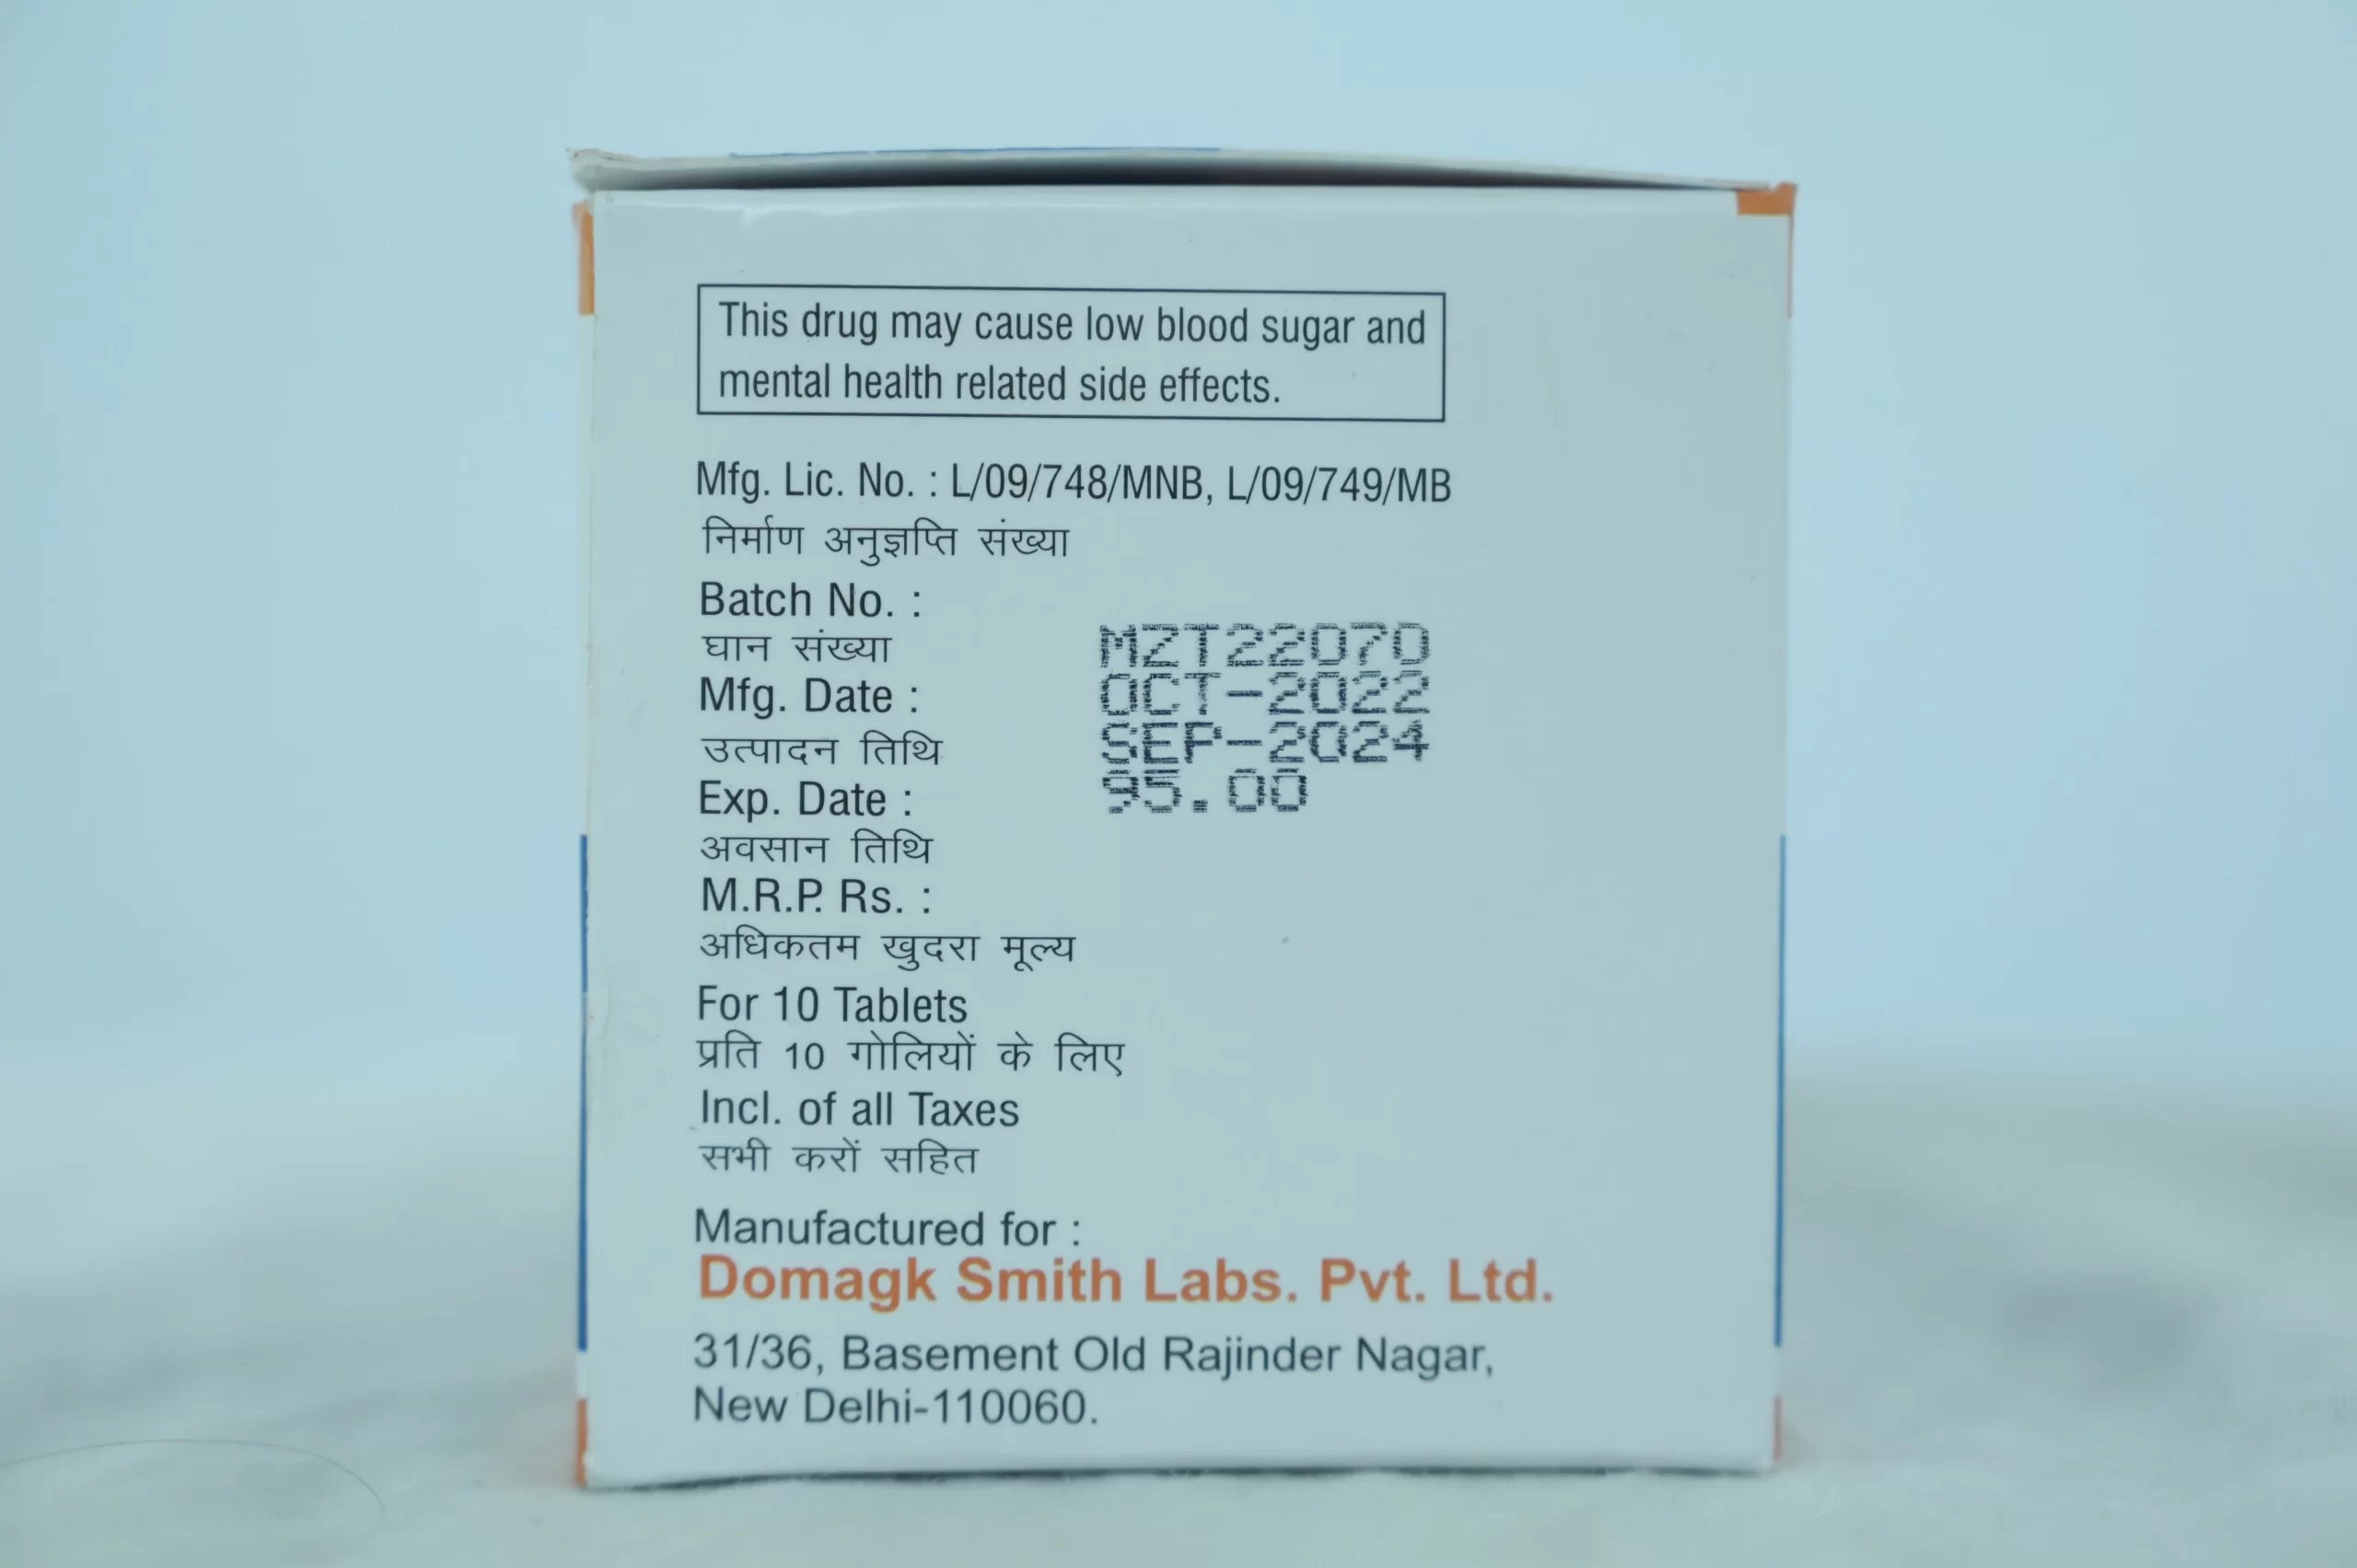 This drug may cause low blood sugar and
mental health related side effects.
Mfg. Lic. No. : L/09/748/MNB, L/09/749/MB
निर्माण अनुज्ञप्ति संख्या
Batch No. :
घान संख्या
MZT22070
Mfg. Date :
OCT-2022
उत्पादन तिथि
SEP-2024
Exp. Date :
95.00
अवसान तिथि
M.R.P. Rs. :
अधिकतम खुदरा मूल्य
For 10 Tablets
प्रति 10 गोलियों के लिए
Incl. of all Taxes
सभी करों सहित
Manufactured for :
Domagk Smith Labs. Pvt. Ltd.
31/36, Basement Old Rajinder Nagar,
New Delhi-110060.